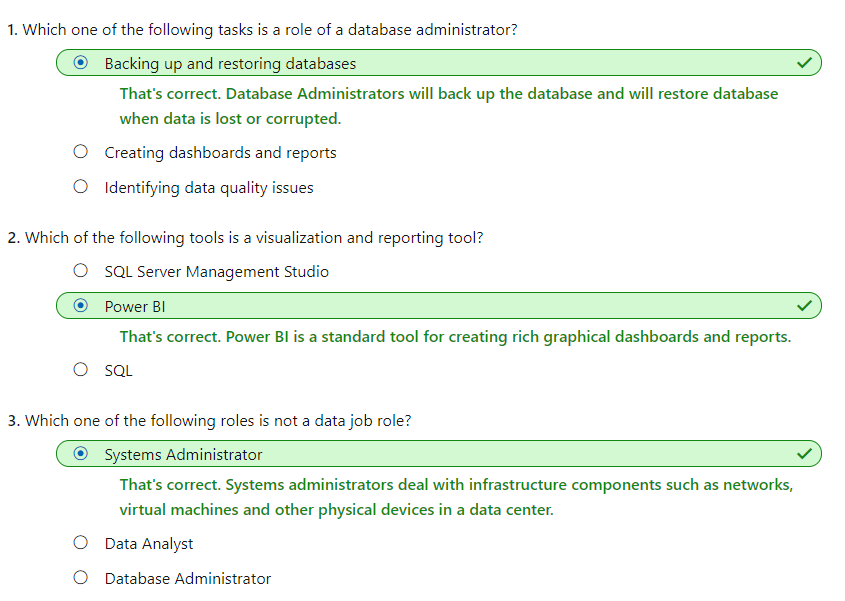 1. Which one of the following tasks is a role of a database administrator?
Backing up and restoring databases
That's correct. Database Administrators will back up the database and will restore database
when data is lost or corrupted.
Creating dashboards and reports
Identifying data quality issues
2. Which of the following tools is a visualization and reporting tool?
SQL Server Management Studio
Power BI
That's correct. Power BI is a standard tool for creating rich graphical dashboards and reports.
SQL
3. Which one of the following roles is not a data job role?
Systems Administrator
That's correct. Systems administrators deal with infrastructure components such as networks,
virtual machines and other physical devices in a data center.
Data Analyst
Database Administrator